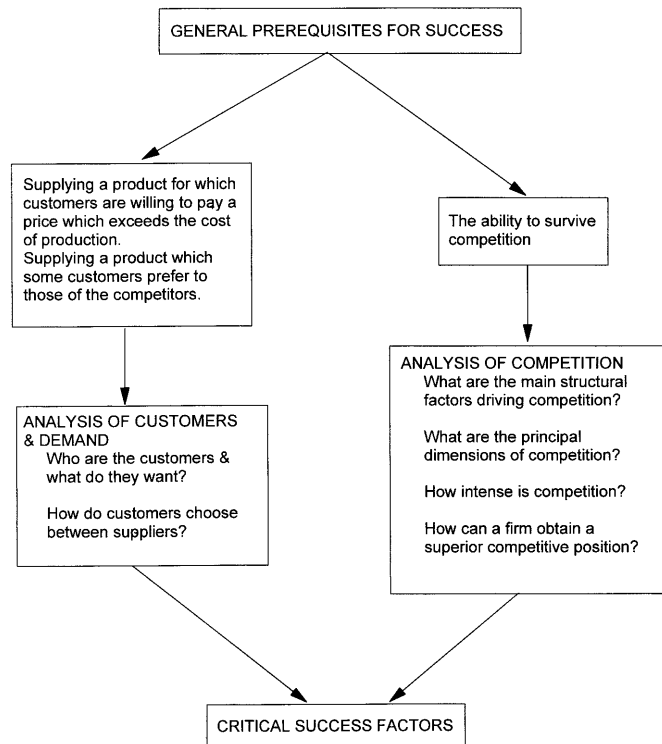 GENERAL PREREQUISITES FOR SUCCESS
Supplying a product for which
customers are willing to pay a
price which exceeds the cost
of production.
Supplying a product which
some customers prefer to
those of the competitors.
The ability to survive
competition
ANALYSIS OF CUSTOMERS
& DEMAND
Who are the customers &
what do they want?
How do customers choose
between suppliers?
ANALYSIS OF COMPETITION
What are the main structural
factors driving competition?
What are the principal
dimensions of competition?
How intense is competition?
How can a firm obtain a
superior competitive position?
CRITICAL SUCCESS FACTORS